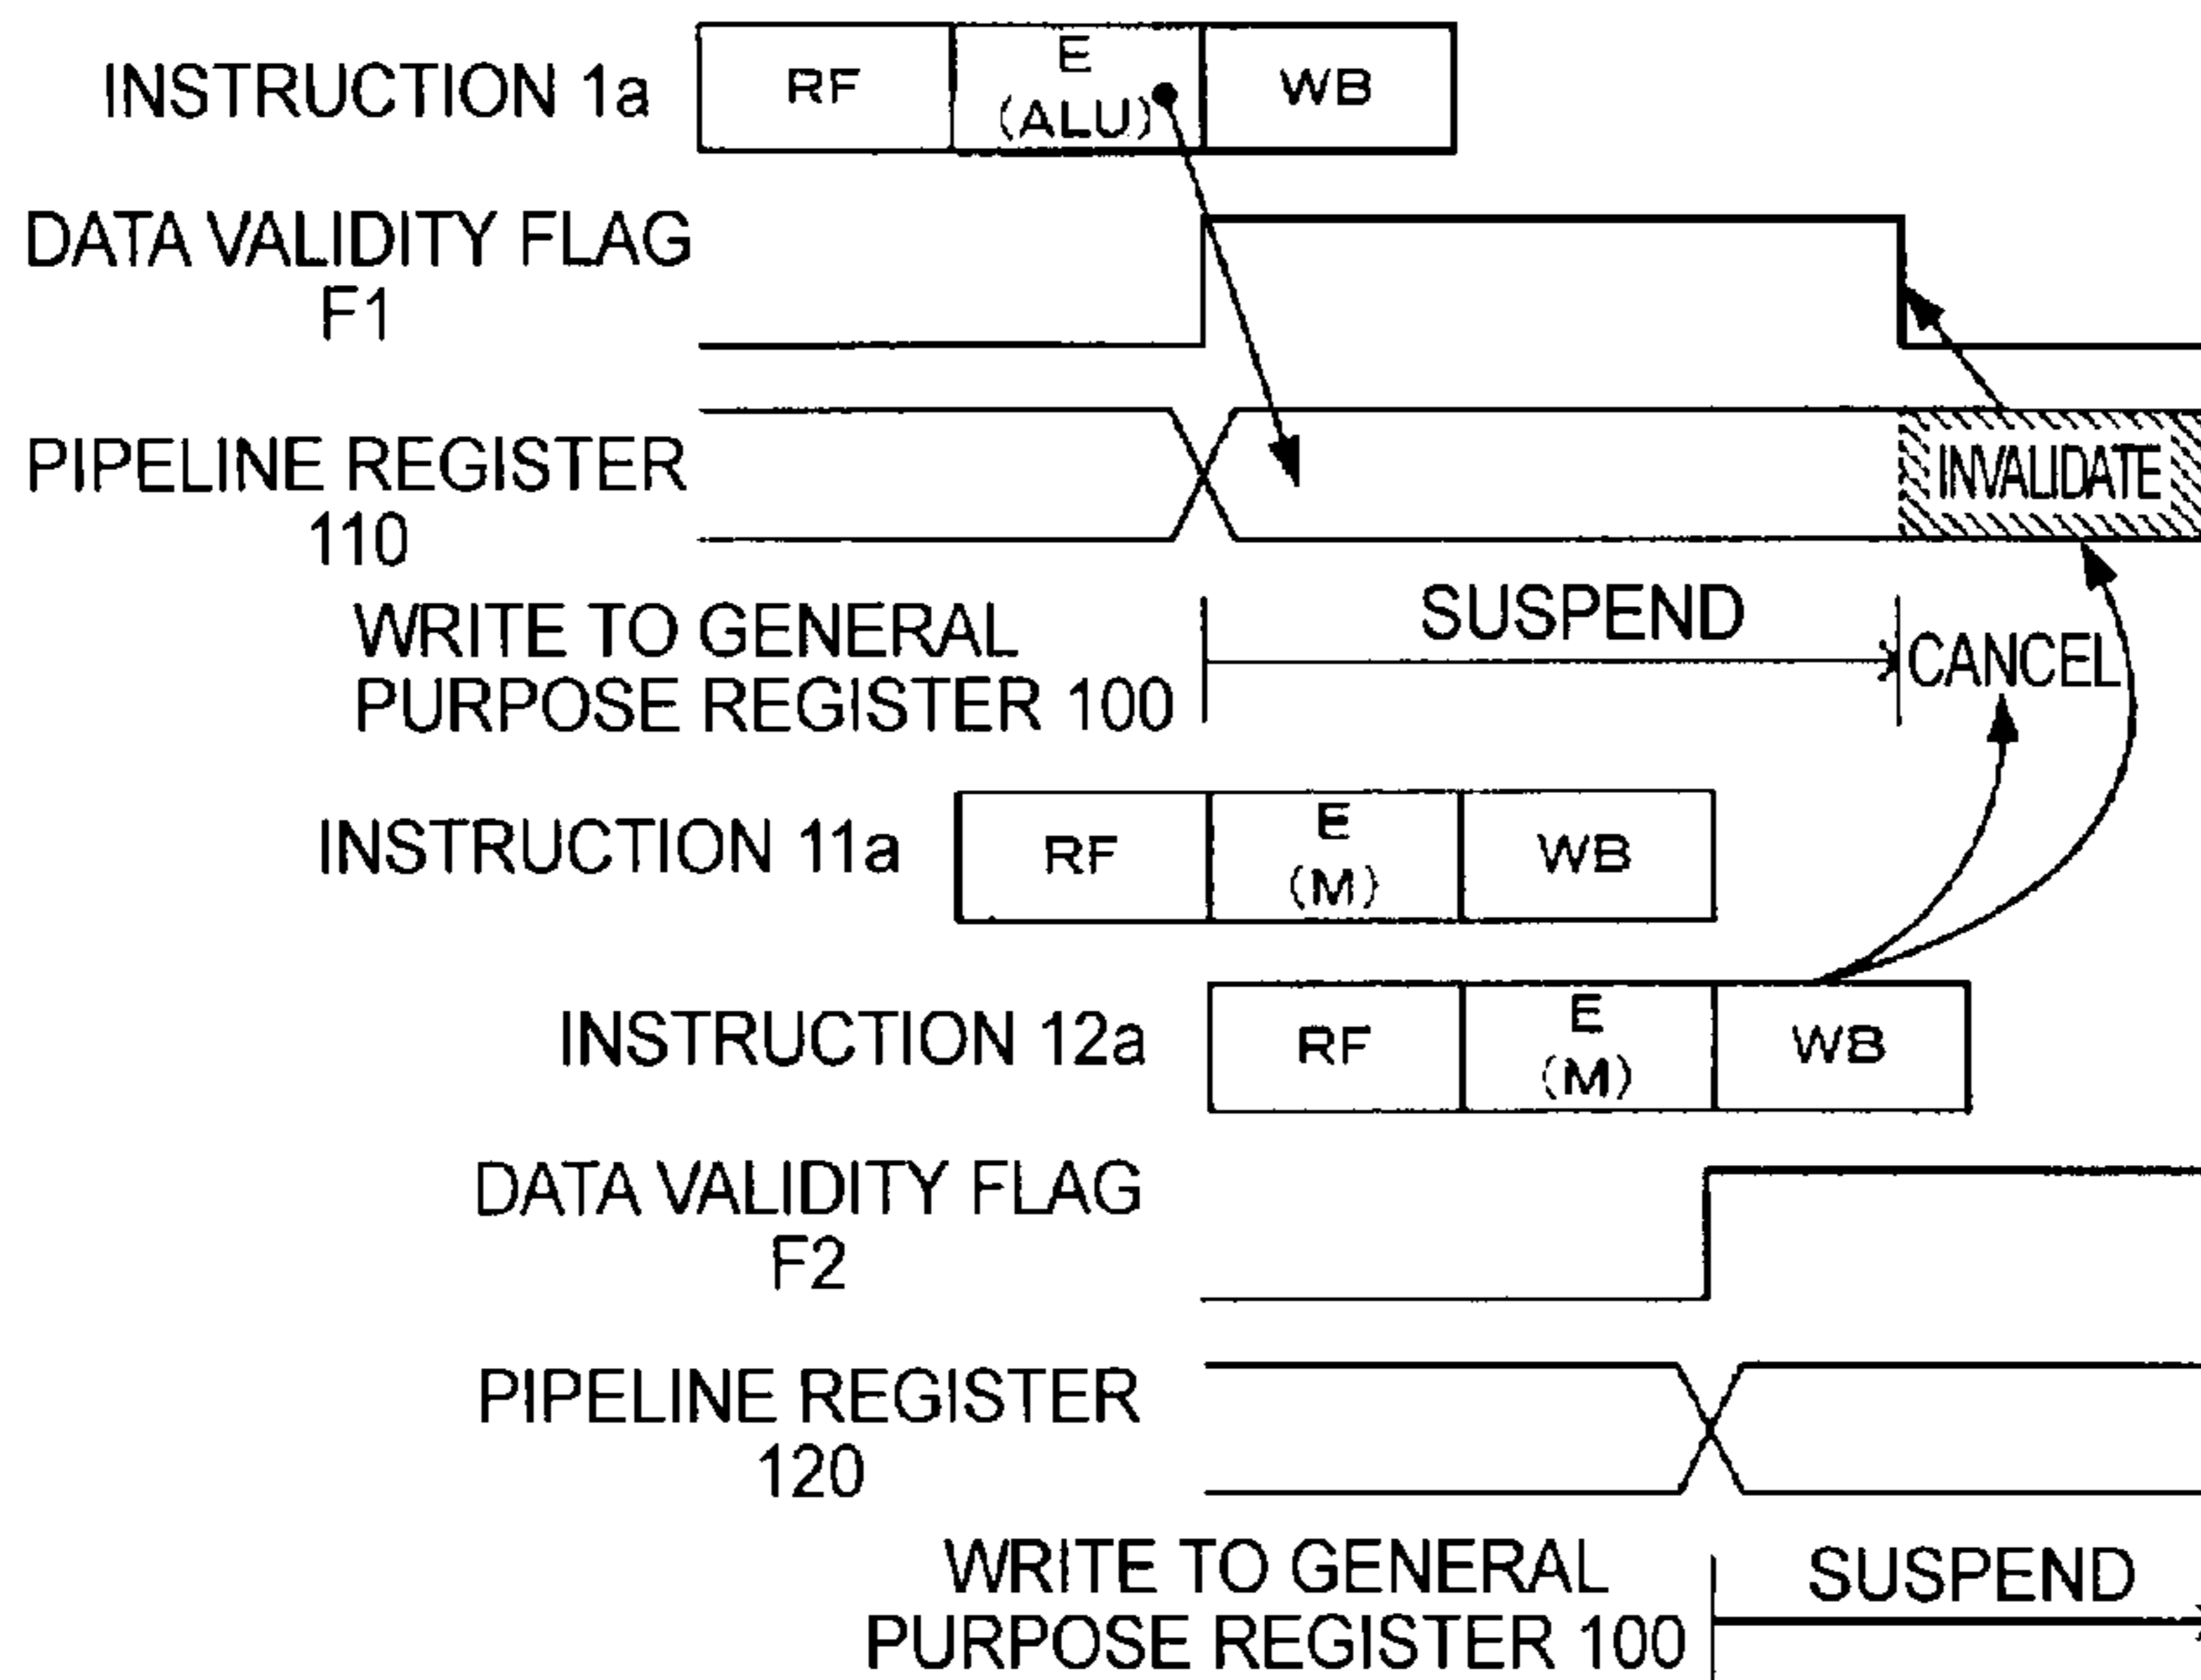 INSTRUCTION 1a
RF
E
(ALU)
WB
DATA VALIDITY FLAG
F1
PIPELINE REGISTER
110
INVALIDATE
WRITE TO GENERAL
PURPOSE REGISTER 100
SUSPEND
CANCEL
INSTRUCTION 11a
RF
E
(M)
WB
INSTRUCTION 12a
RF
E
(M)
WB
DATA VALIDITY FLAG
F2
PIPELINE REGISTER
120
WRITE TO GENERAL
PURPOSE REGISTER 100
SUSPEND